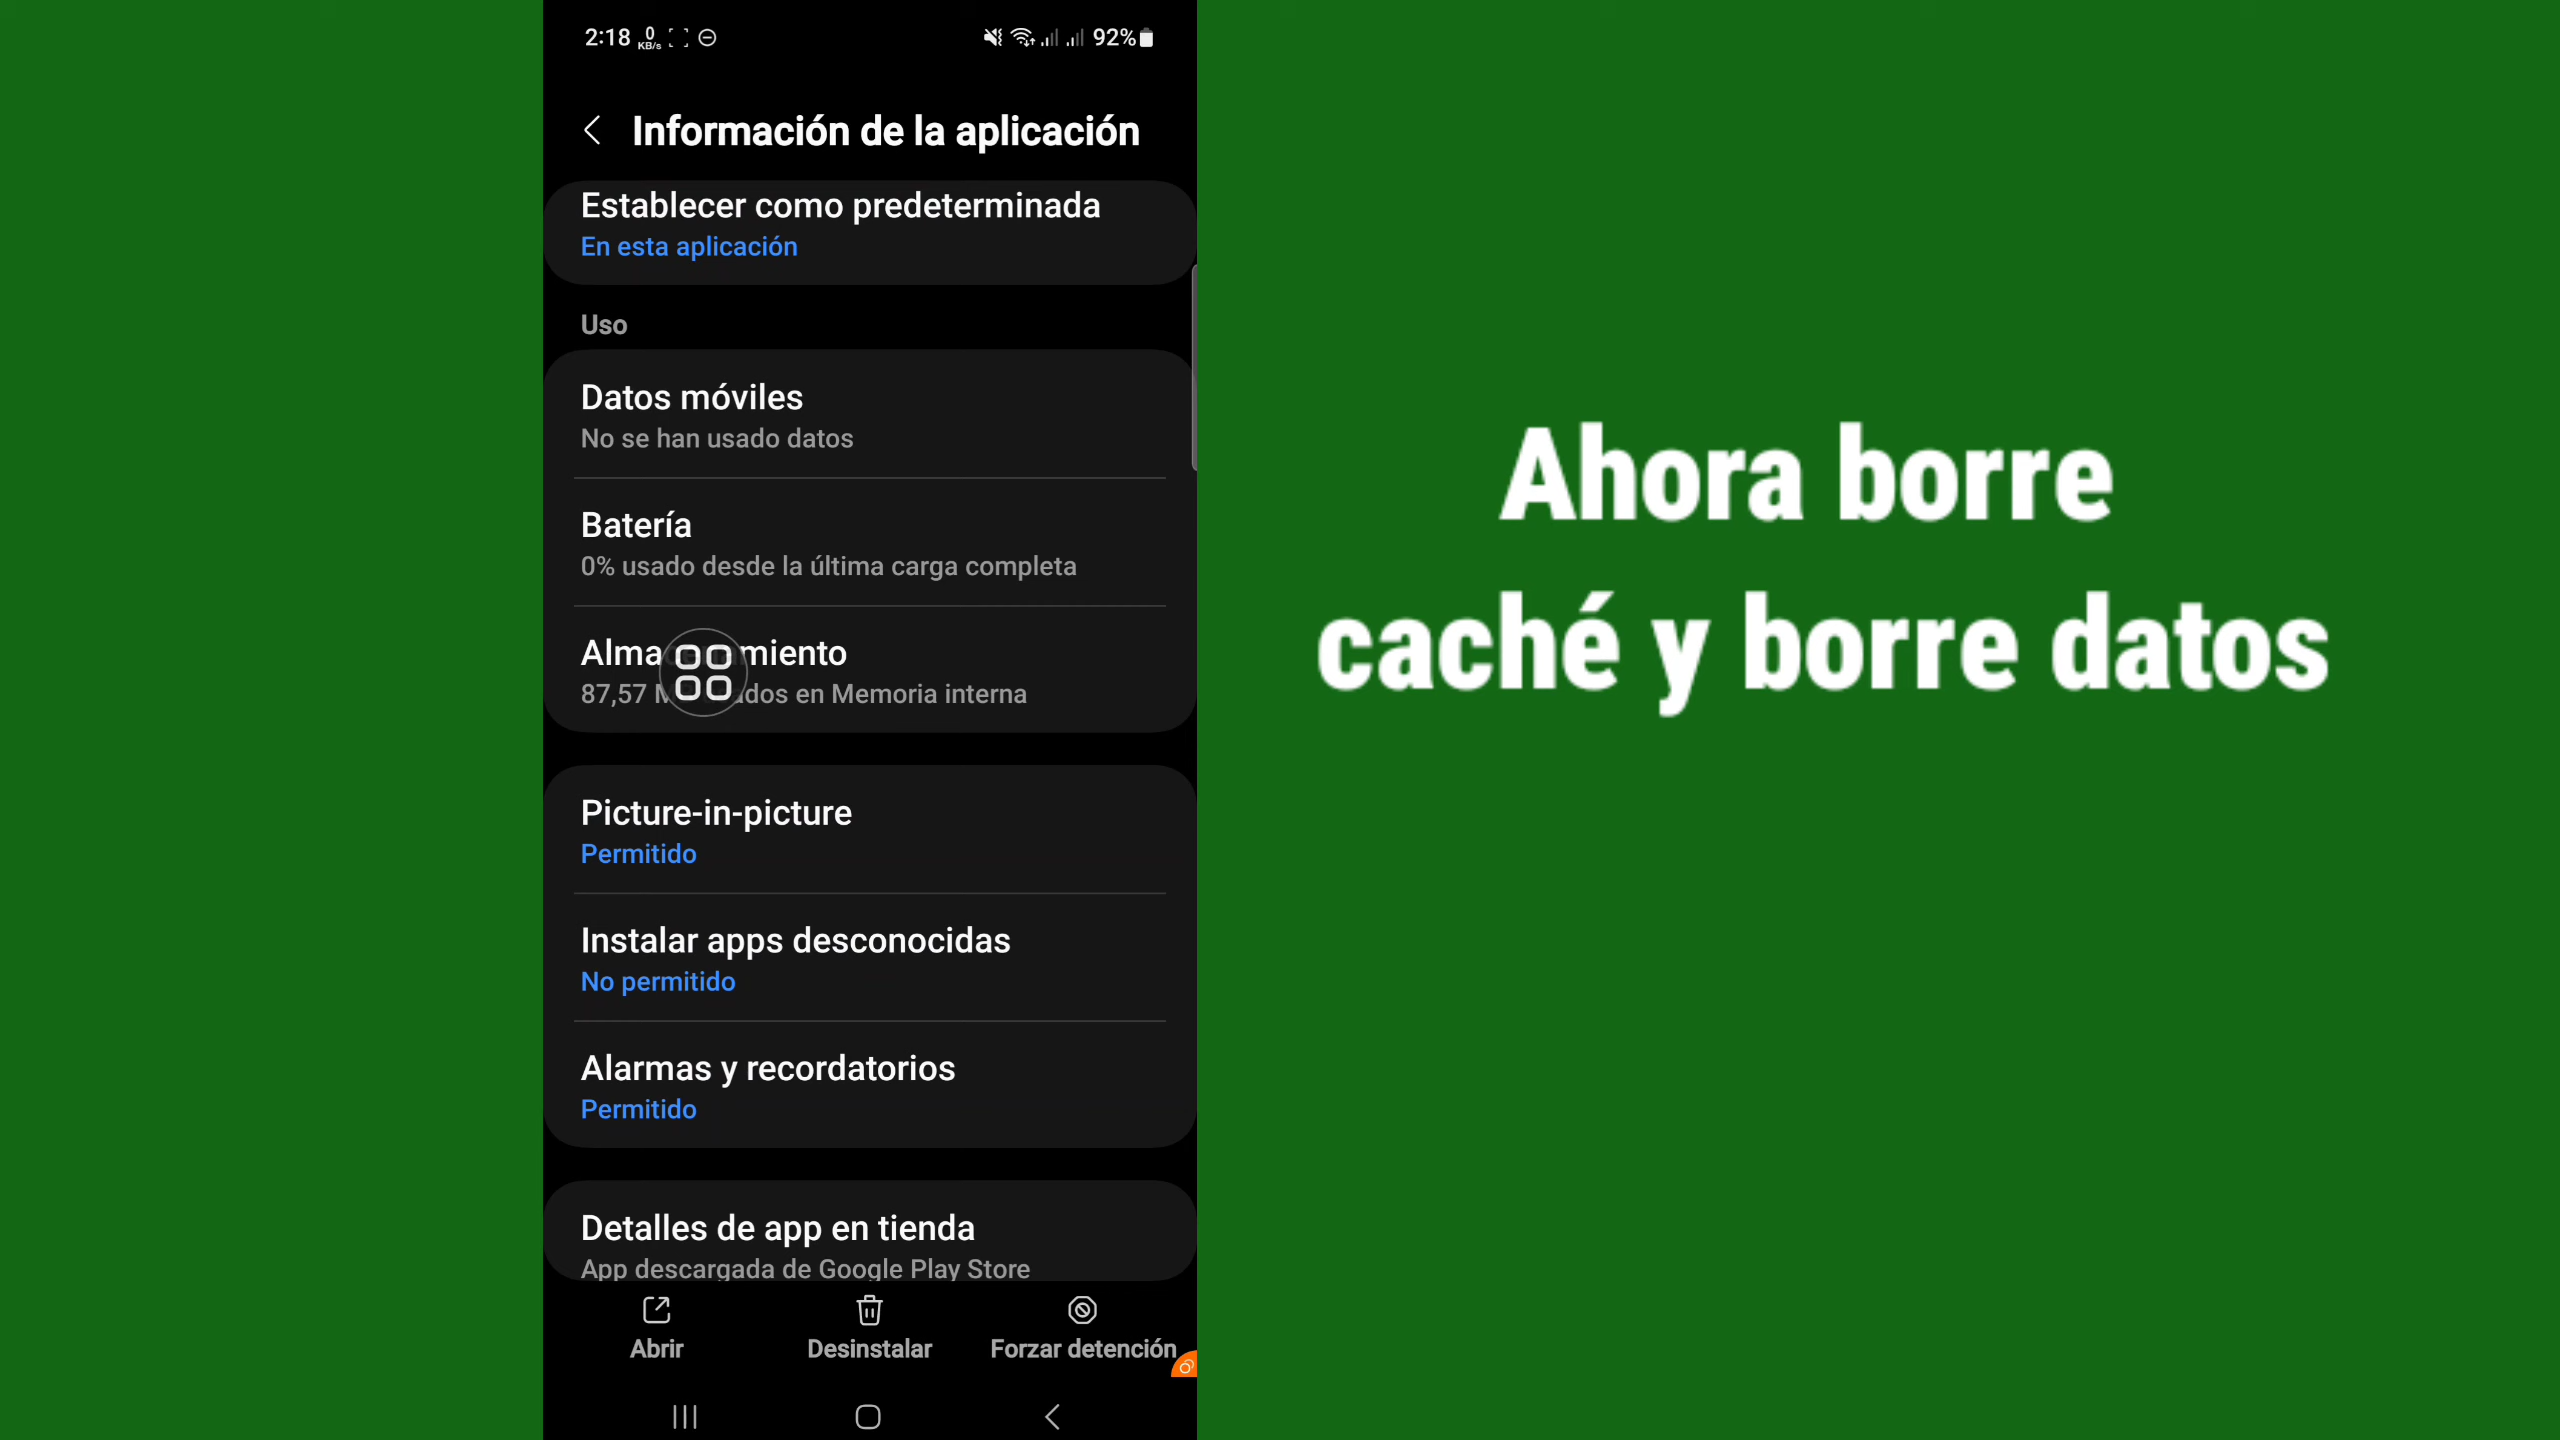 2:18 0 KB/s 92%
Información de la aplicación
Establecer como predeterminada
En esta aplicación
Uso
Datos móviles
No se han usado datos
Batería
0% usado desde la última carga completa
87,57 en Memoria interna
Picture-in-picture
Permitido
Instalar apps desconocidas
No permitido
Alarmas y recordatorios
Permitido
Detalles de app en tienda
App descargada de Google Play Store
Abrir Desinstalar Forzar detención
Ahora borre
caché y borre datos